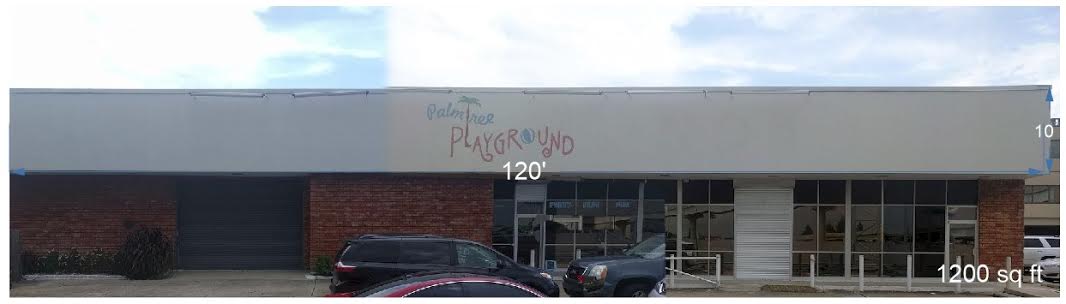 PalmTree
PLAYGROUND
10
120'
1200 sq ft